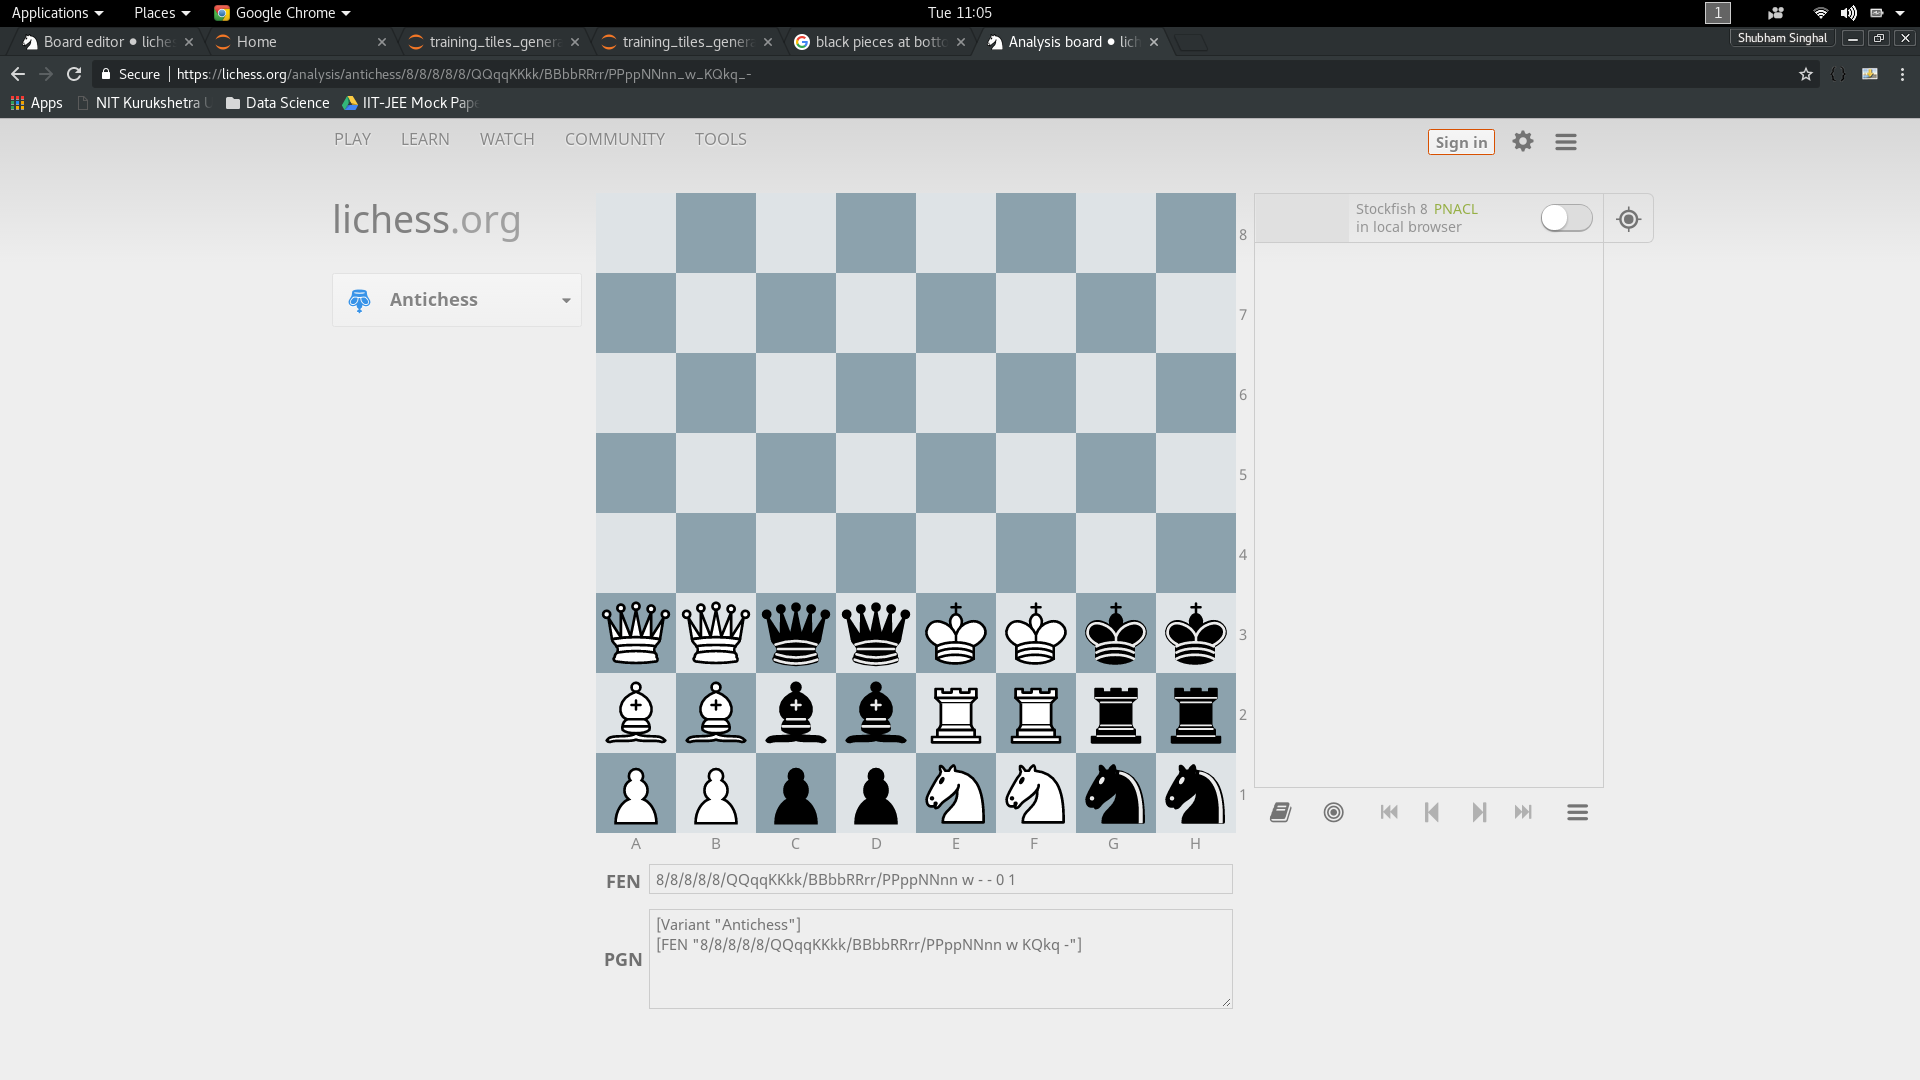 Applications Places Google Chrome Tue 11:05 1
Board editor • liche Home training_tiles_genera training_tiles_genera black pieces at botto Analysis board • lich Shubham Singhal
Secure https://lichess.org/analysis/antichess/8/8/8/8/8/QQqqKKkk/BBbbRRrr/PPppNNnn_w_KQkq_-
Apps NIT Kurukshetra U Data Science IIT-JEE Mock Pape
PLAY LEARN WATCH COMMUNITY TOOLS Sign in
lichess.org
Stockfish 8 PNACL
in local browser
Antichess
8
7
6
5
4
3
2
1
A B C D E F G H
FEN 8/8/8/8/8/QQqqKKkk/BBbbRRrr/PPppNNnn w - - 0 1
[Variant "Antichess"]
[FEN "8/8/8/8/8/QQqqKKkk/BBbbRRrr/PPppNNnn w KQkq -"]
PGN